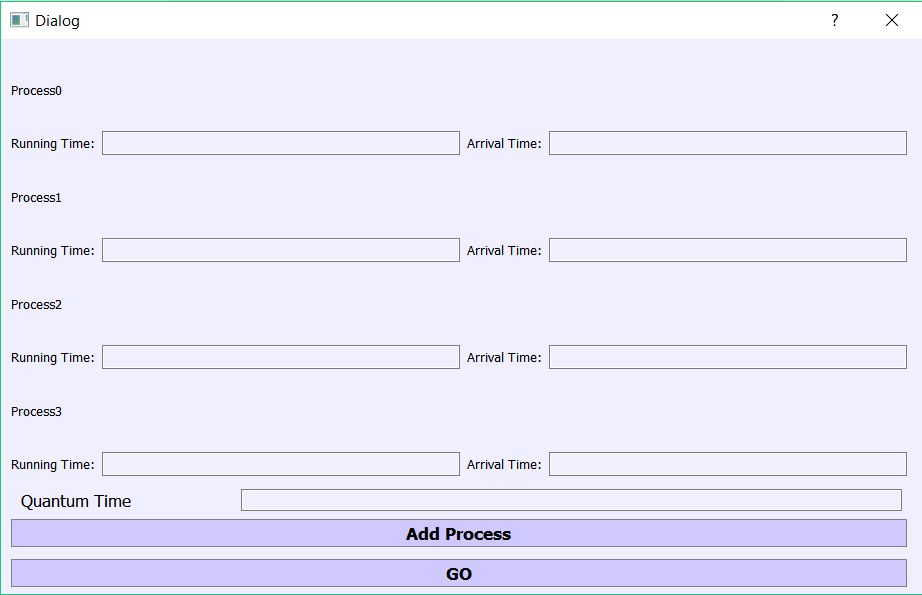 Dialog ?
Process0
Running Time: Arrival Time:
Process1
Running Time: Arrival Time:
Process2
Running Time: Arrival Time:
Process3
Running Time: Arrival Time:
Quantum Time
Add Process
GO